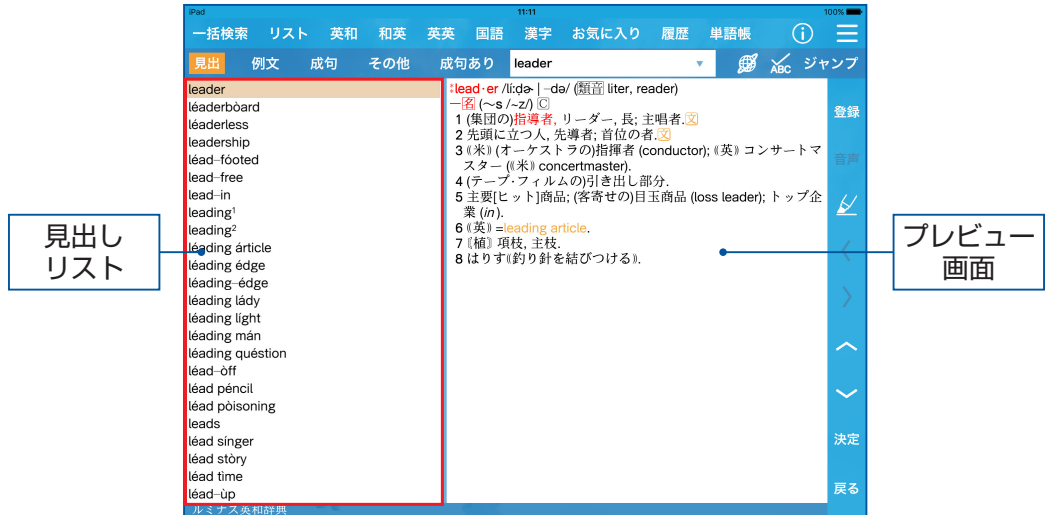 iPad 11:11 100%
一括検索 リスト 英和 和英 英英 国語 漢字 お気に入り 履歴 単語帳
見出 例文 成句 その他 成句あり leader ABC ジャンプ
leader
léaderbòard
léaderless
leadership
léad–fóoted
lead–free
lead–in
leading¹
leading²
léading árticle
léading édge
léading–édge
léading lády
léading líght
léading mán
léading quéstion
léad–òff
léad péncil
léad pòisoning
leads
léad sínger
léad stòry
léad tìme
léad–ùp
ルミナス英和辞典
lead·er /líːdɚ | –də/ (類音 liter, reader)
─名 (~s /~z/) C
1 (集団の)指導者, リーダー, 長; 主唱者.文
2 先頭に立つ人, 先導者; 首位の者.文
3 ⟪米⟫ (オーケストラの)指揮者 (conductor); ⟪英⟫ コンサートマ
スター (⟪米⟫ concertmaster).
4 (テープ·フィルムの)引き出し部分.
5 主要[ヒット]商品; (客寄せの)目玉商品 (loss leader); トップ企
業 (in).
6 ⟪英⟫ =leading article.
7 〘植〙 項枝, 主枝.
8 はりす⟪釣り針を結びつける⟫.
登録
音声
決定
戻る
見出し
リスト
プレビュー
画面